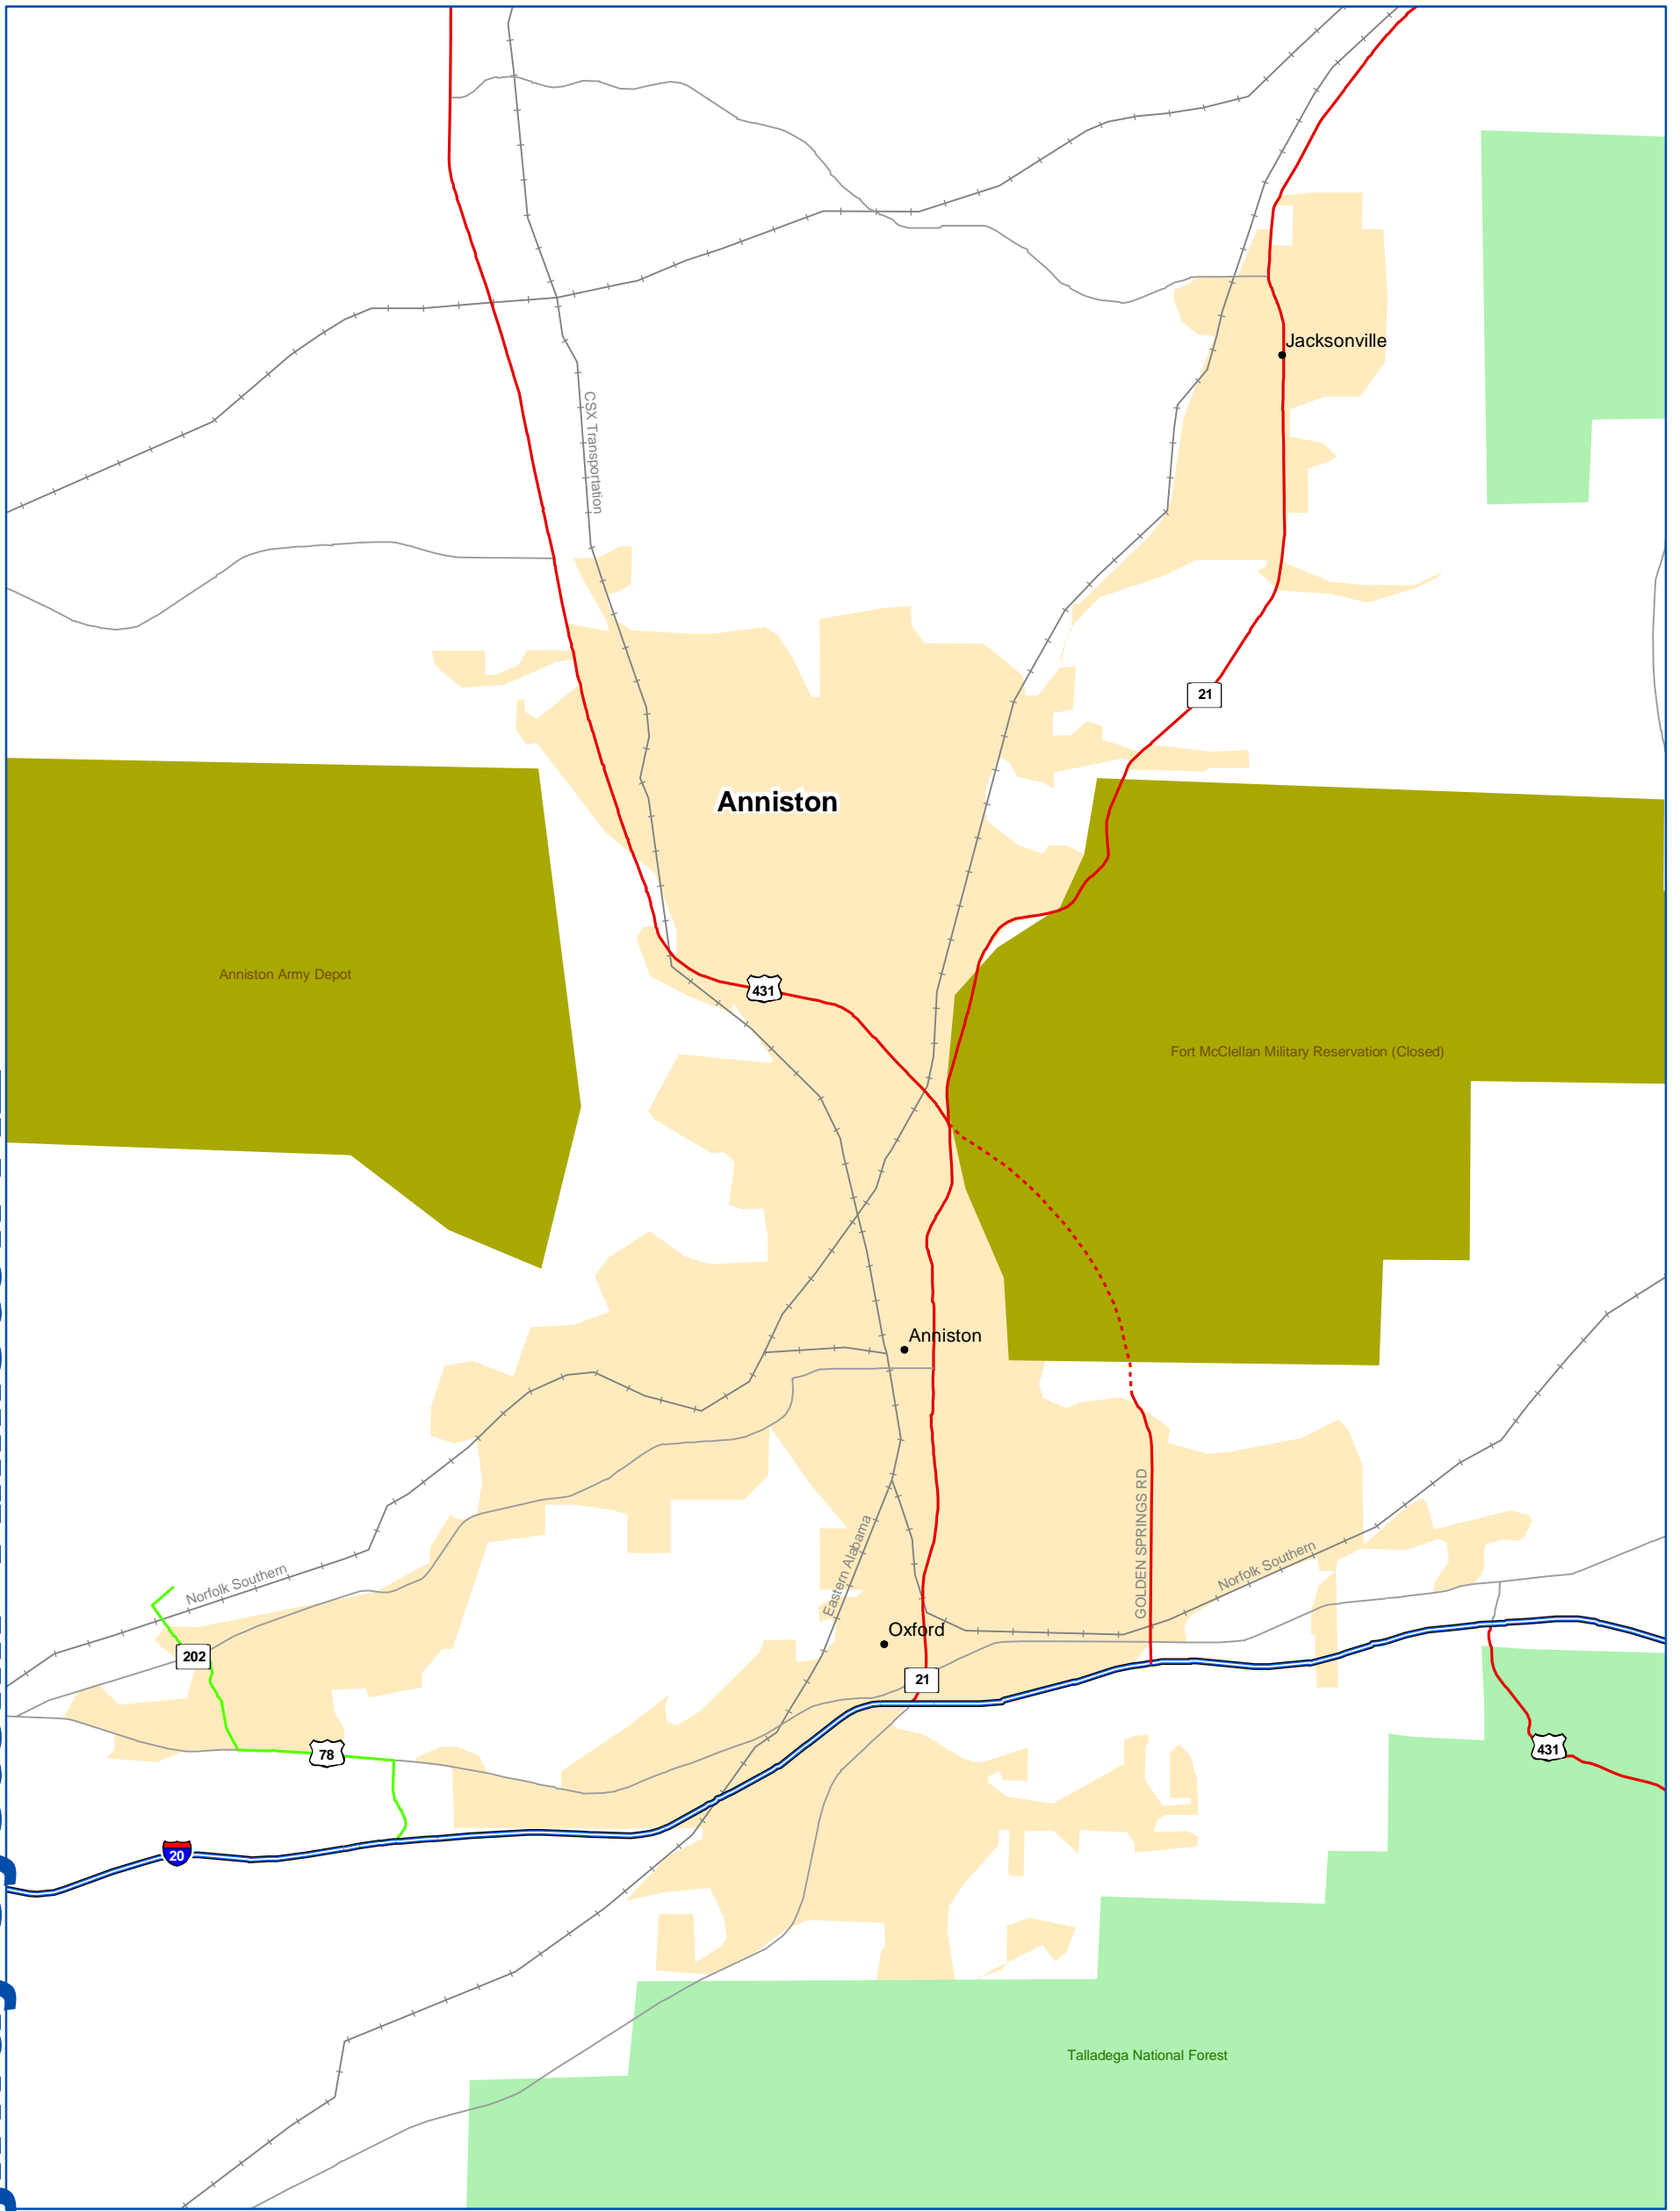 Jacksonville
CSX Transportation
21
Anniston
Anniston Army Depot
431
Fort McClellan Military Reservation (Closed)
Anniston
GOLDEN SPRINGS RD
Eastern Alabama
Norfolk Southern
Norfolk Southern
Oxford
202
21
78
431
20
Talladega National Forest